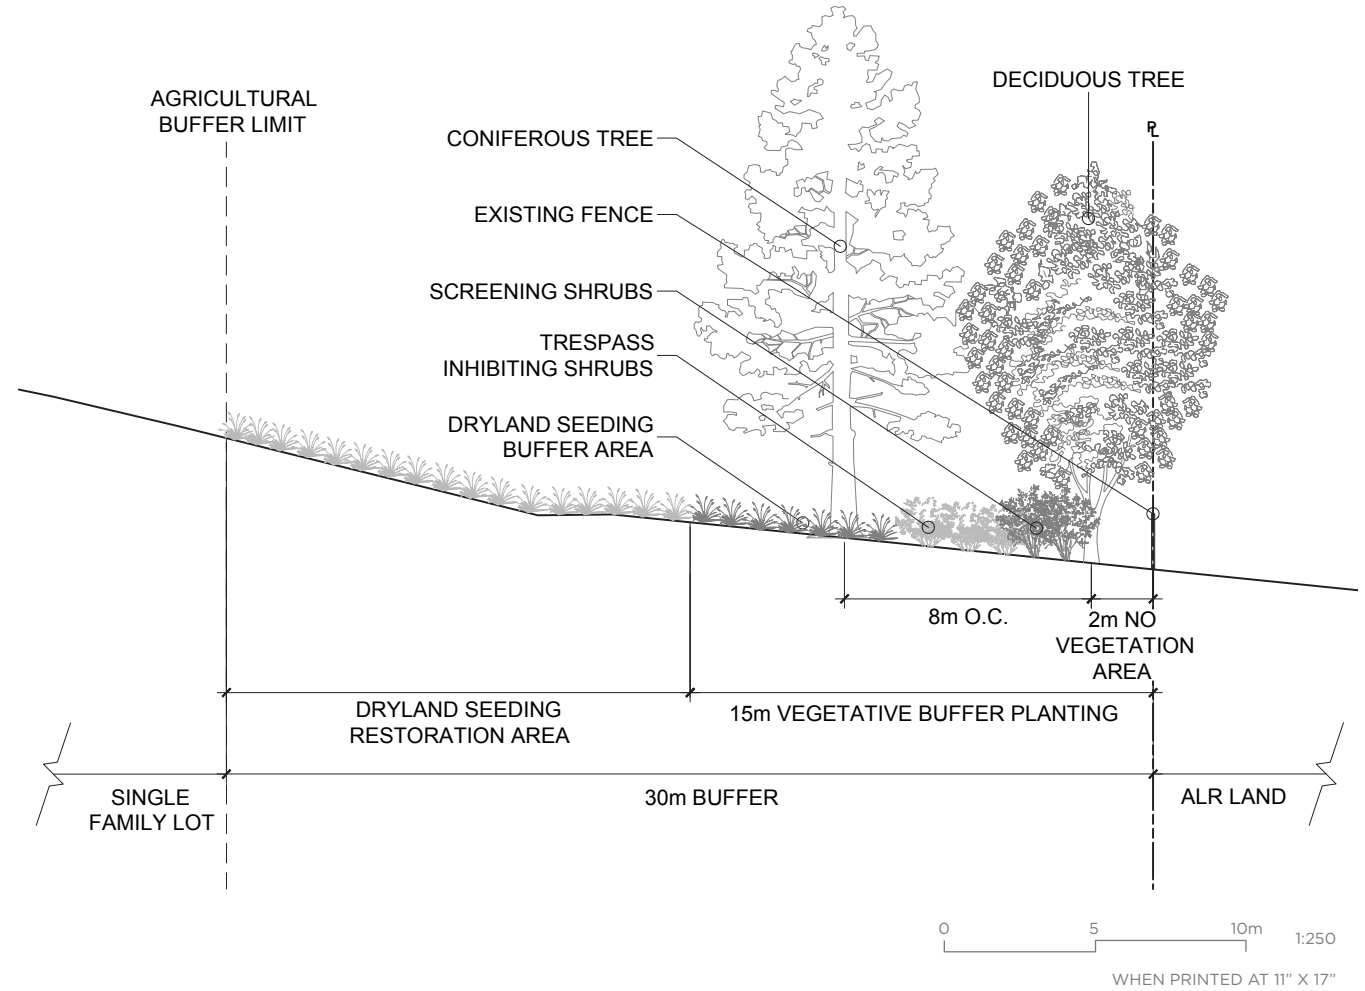 AGRICULTURAL
BUFFER LIMIT
CONIFEROUS TREE
EXISTING FENCE
SCREENING SHRUBS
TRESPASS
INHIBITING SHRUBS
DRYLAND SEEDING
BUFFER AREA
DECIDUOUS TREE
PL
8m O.C.
2m NO
VEGETATION
AREA
DRYLAND SEEDING
RESTORATION AREA
15m VEGETATIVE BUFFER PLANTING
SINGLE
FAMILY LOT
30m BUFFER
ALR LAND
0 5 10m 1:250
WHEN PRINTED AT 11" X 17"